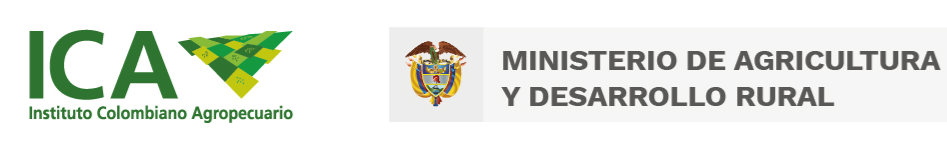 ICA
Instituto Colombiano Agropecuario
MINISTERIO DE AGRICULTURA
Y DESARROLLO RURAL